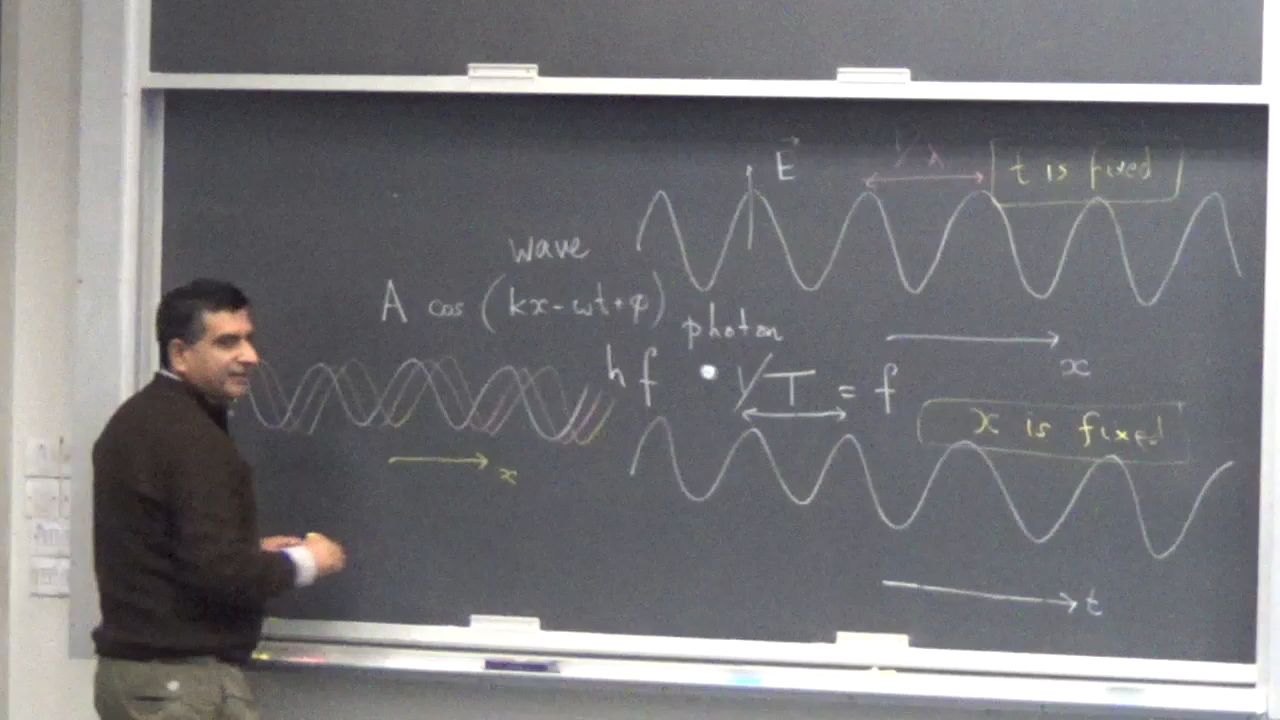 E⃗
1/λ
t is fixed
wave
A cos (kx-ωt+φ)
photon
x
hf
1/T = f
x is fixed
x
t